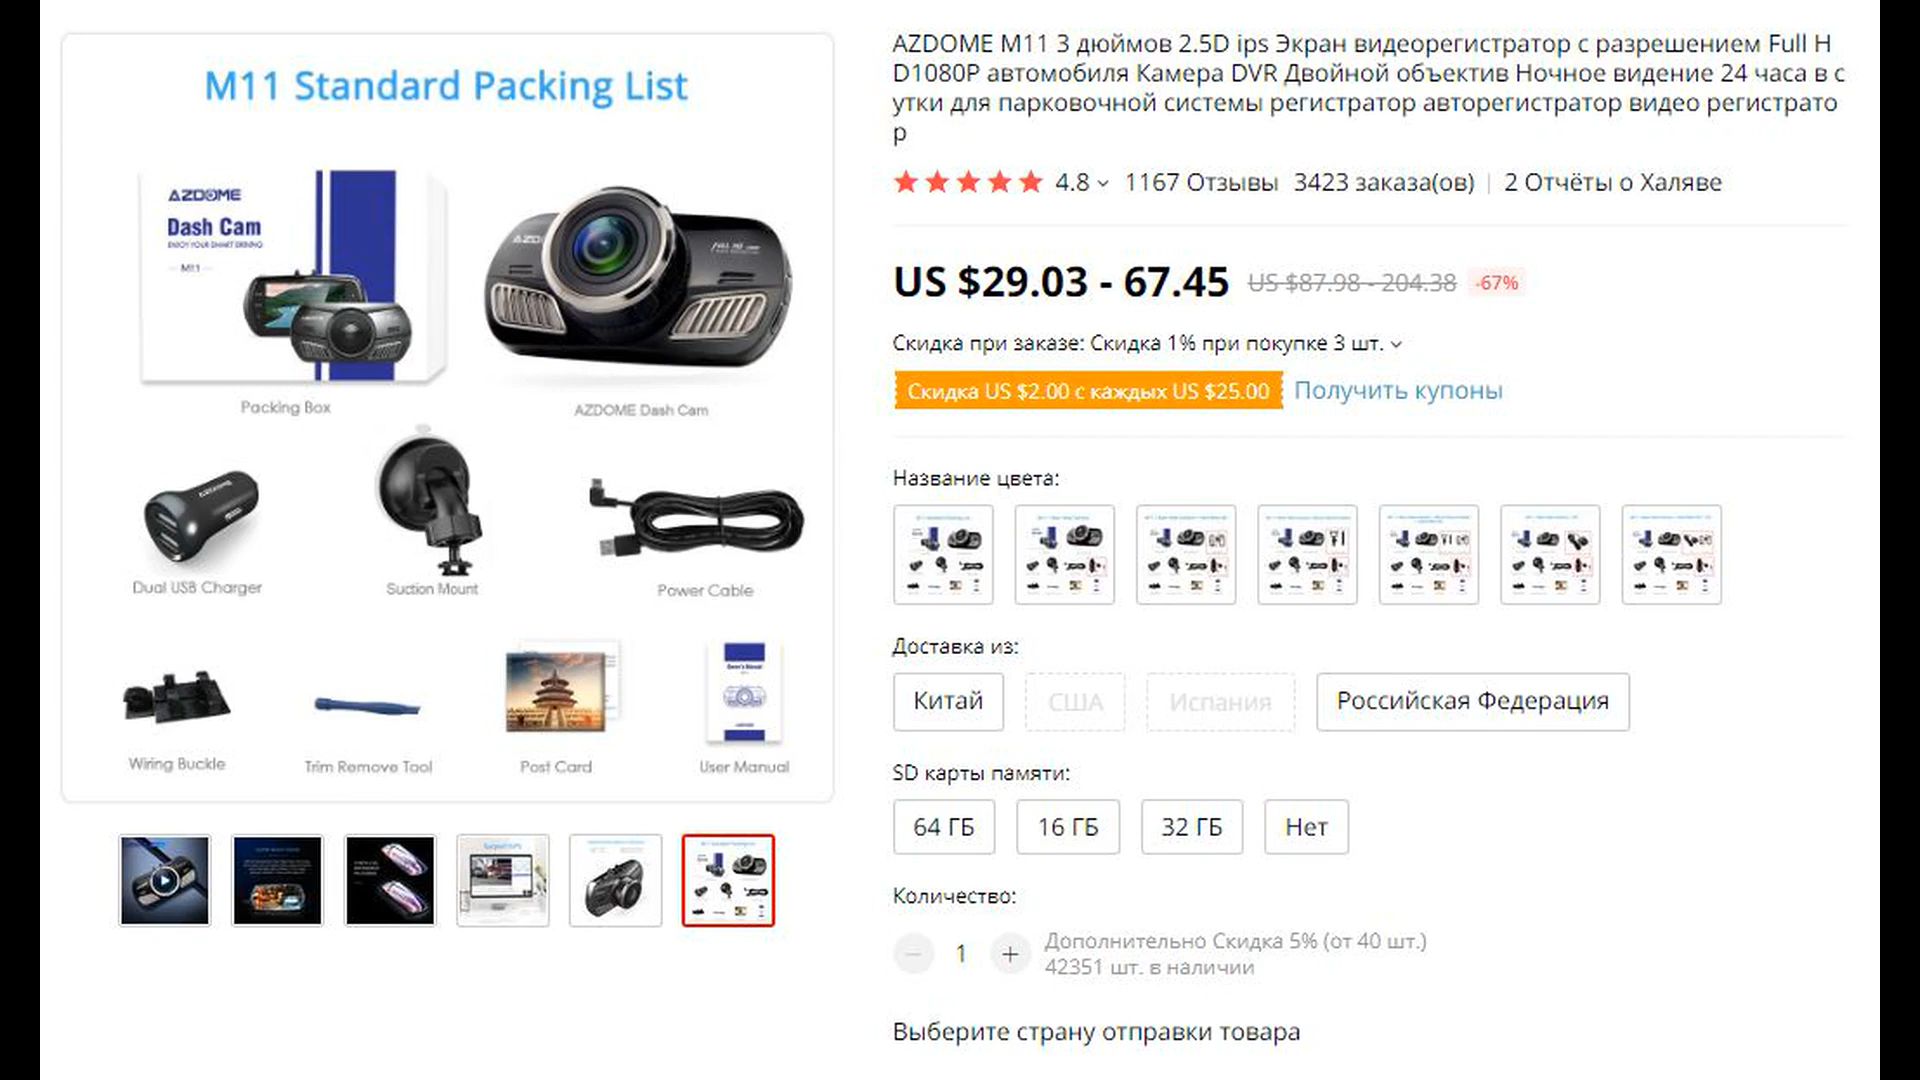 M11 Standard Packing List
AZDOME
Dash Cam
ENJOY YOUR SMART DRIVING
M11
Packing Box
AZDOME Dash Cam
Dual USB Charger
Suction Mount
Power Cable
Wiring Buckle
Trim Remove Tool
Post Card
User Manual
AZDOME M11 3 дюймов 2.5D ips Экран видеорегистратор с разрешением Full H
D1080P автомобиля Камера DVR Двойной объектив Ночное видение 24 часа в с
утки для парковочной системы регистратор авторегистратор видео регистрато
р
4.8 1167 Отзывы 3423 заказа(ов) | 2 Отчёты о Халяве
US $29.03 - 67.45 US $87.98 - 204.38 -67%
Скидка при заказе: Скидка 1% при покупке 3 шт.
Скидка US $2.00 с каждых US $25.00 Получить купоны
Название цвета:
Доставка из:
Китай США Испания Российская Федерация
SD карты памяти:
64 ГБ 16 ГБ 32 ГБ Нет
Количество:
1 Дополнительно Скидка 5% (от 40 шт.)
42351 шт. в наличии
Выберите страну отправки товара